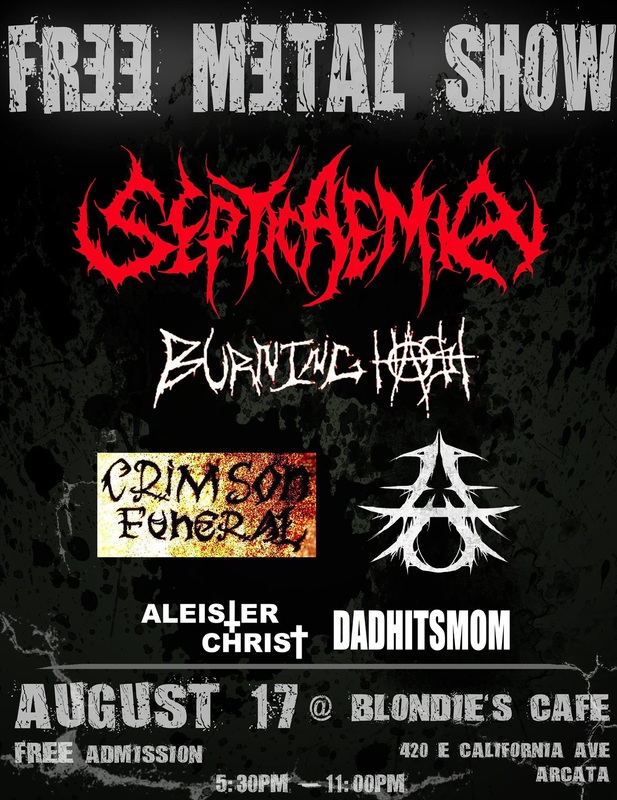 FREE METAL SHOW
SEPTICAEMIA
BURNING HASH
CRIMSON
FUNERAL
ALEISTER
CHRIST
DADHITSMOM
AUGUST 17 @ BLONDIE'S CAFE
FREE ADMISSION
420 E CALIFORNIA AVE
ARCATA
5:30PM — 11:00PM